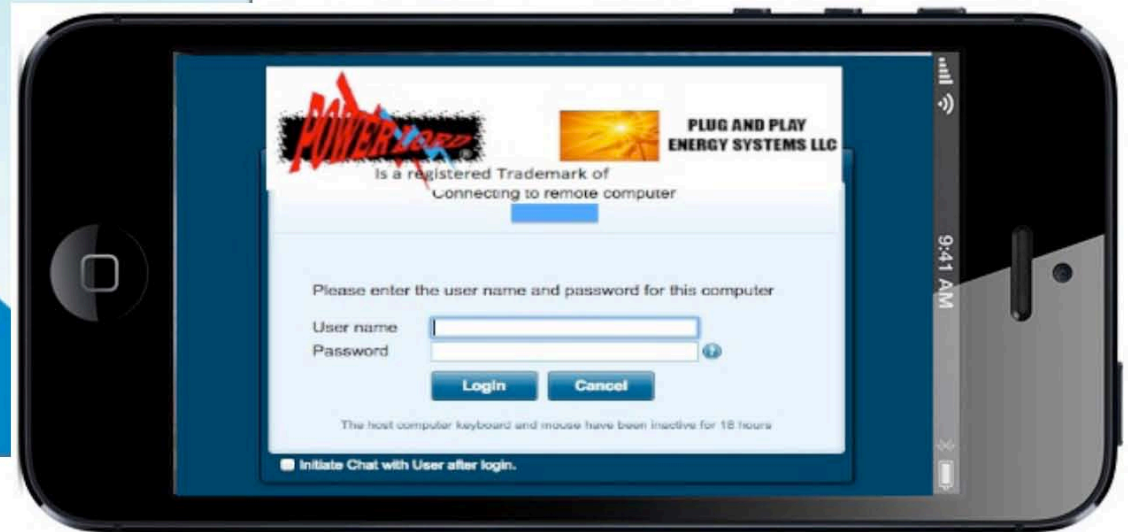 POWER LORD®
PLUG AND PLAY
ENERGY SYSTEMS LLC
Is a registered Trademark of
Connecting to remote computer
Please enter the user name and password for this computer
User name
Password
?
Login
Cancel
The host computer keyboard and mouse have been inactive for 18 hours
Initiate Chat with User after login.
9:41 AM